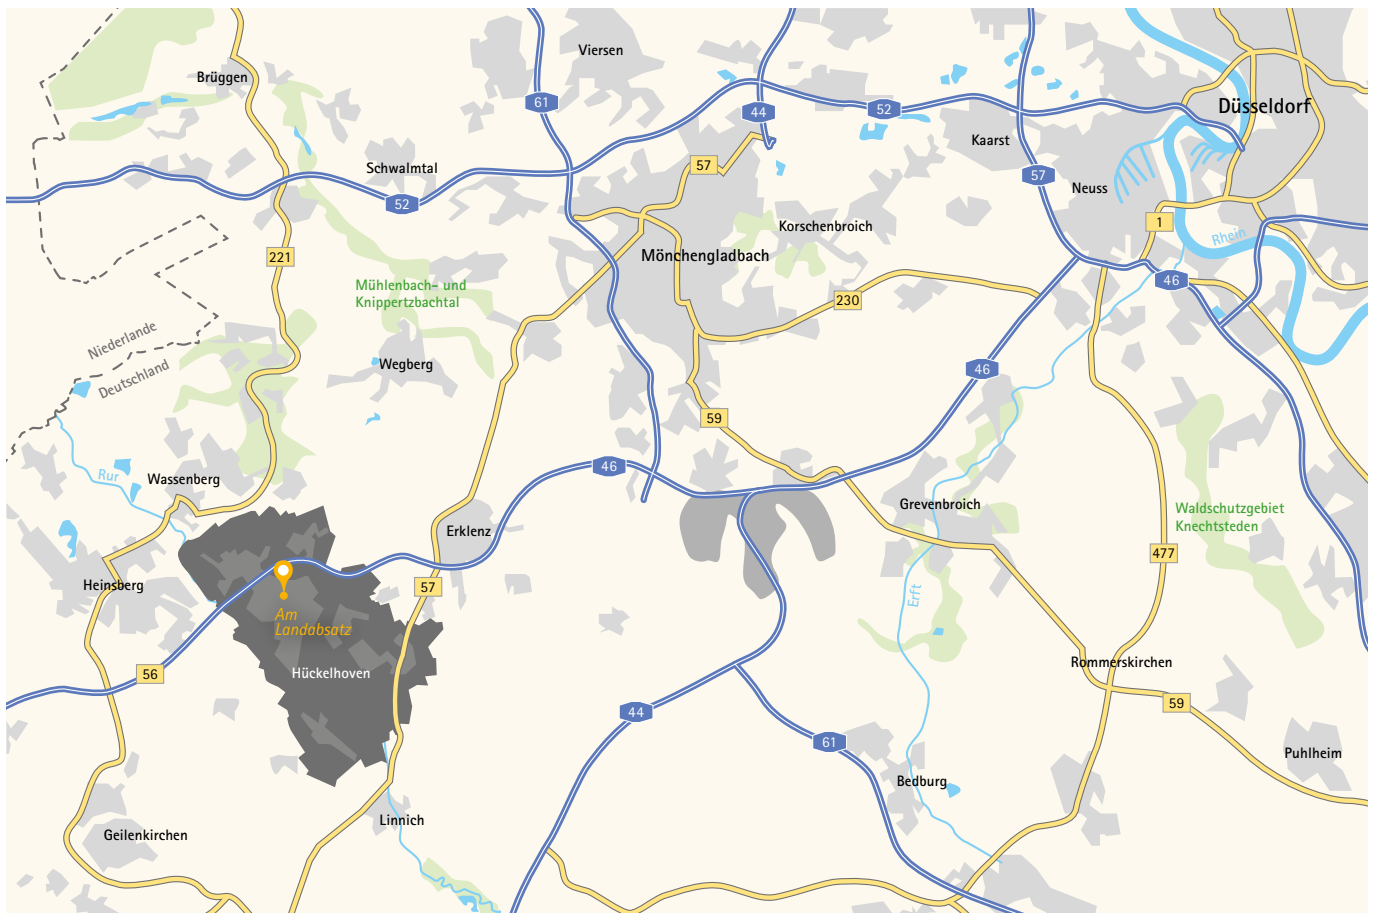 61
Viersen
Brüggen
44
52
Düsseldorf
Kaarst
Schwalmtal
57
57
Neuss
52
1
Korschenbroich
Rhein
221
Mönchengladbach
46
Mühlenbach- und
Knippertzbachtal
230
Niederlande
Deutschland
Wegberg
46
59
46
Rur
Wassenberg
Grevenbroich
Waldschutzgebiet
Knechtsteden
Erklenz
477
Heinsberg
57
Erft
Am
Landabsatz
56
Hückelhoven
Rommerskirchen
59
44
61
Puhlheim
Bedburg
Linnich
Geilenkirchen